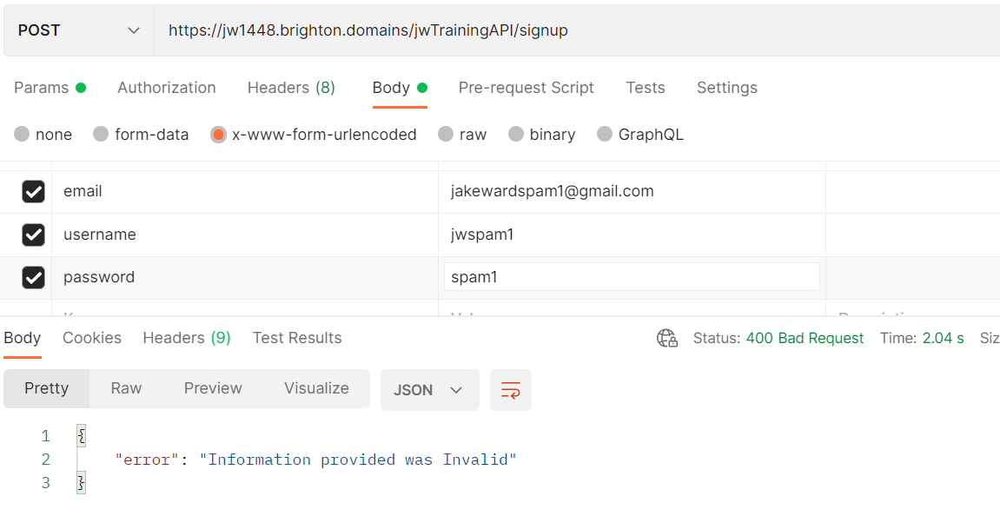 POST https://jw1448.brighton.domains/jwTrainingAPI/signup
Params Authorization Headers (8) Body Pre-request Script Tests Settings
none form-data x-www-form-urlencoded raw binary GraphQL
email jakewardspam1@gmail.com
username jwspam1
password spam1
Body Cookies Headers (9) Test Results Status: 400 Bad Request Time: 2.04 s Siz
Pretty Raw Preview Visualize JSON
1 {
2 "error": "Information provided was Invalid"
3 }